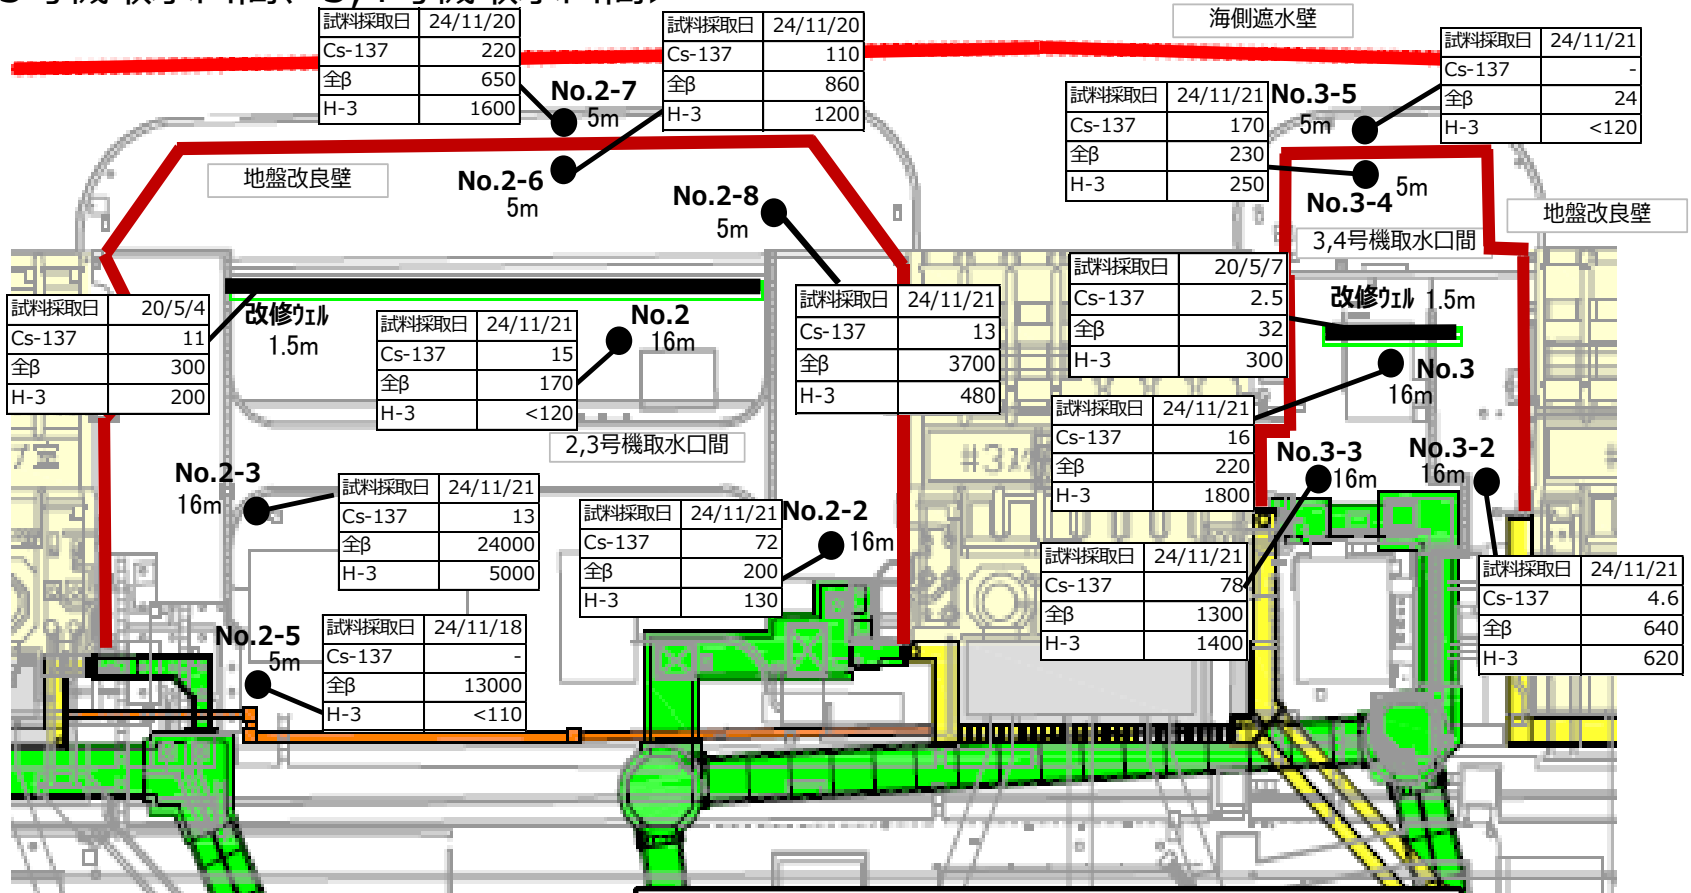 海側遮水壁
試料採取日 24/11/20
Cs-137 220
全β 650
H-3 1600
No.2-7
5m
試料採取日 24/11/20
Cs-137 110
全β 860
H-3 1200
No.2-6
5m
地盤改良壁
No.2-8
5m
試料採取日 24/11/21
Cs-137 13
全β 3700
H-3 480
試料採取日 24/11/21
Cs-137 170
全β 230
H-3 250
No.3-5
5m
試料採取日 24/11/21
Cs-137 -
全β 24
H-3 <120
No.3-4
5m
地盤改良壁
3,4号機取水口間
試料採取日 20/5/4
Cs-137 11
全β 300
H-3 200
改修ウェル
1.5m
試料採取日 24/11/21
Cs-137 15
全β 170
H-3 <120
No.2
16m
試料採取日 20/5/7
Cs-137 2.5
全β 32
H-3 300
改修ウェル 1.5m
No.3
16m
試料採取日 24/11/21
Cs-137 16
全β 220
H-3 1800
2,3号機取水口間
No.2-3
16m
試料採取日 24/11/21
Cs-137 13
全β 24000
H-3 5000
試料採取日 24/11/21
Cs-137 72
全β 200
H-3 130
No.2-2
16m
No.3-3
16m
試料採取日 24/11/21
Cs-137 78
全β 1300
H-3 1400
No.3-2
16m
試料採取日 24/11/21
Cs-137 4.6
全β 640
H-3 620
No.2-5
5m
試料採取日 24/11/18
Cs-137 -
全β 13000
H-3 <110